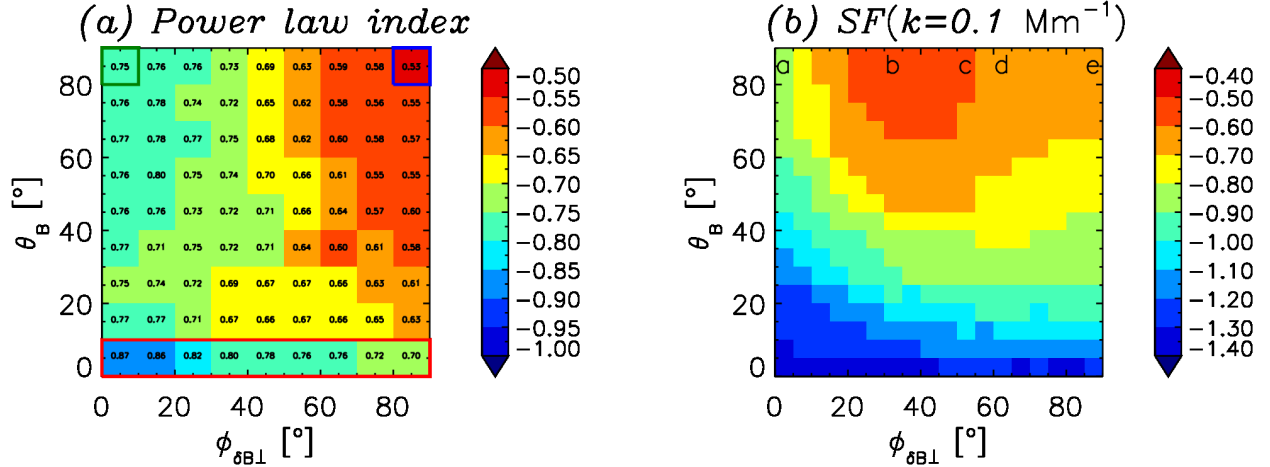 (a) Power law index
(b) SF(k=0.1 Mm⁻¹)
80
60
40
20
0
θ_B [°]
0.75 0.76 0.76 0.73 0.69 0.63 0.59 0.58 0.53
0.76 0.78 0.74 0.72 0.65 0.62 0.58 0.56 0.55
0.77 0.78 0.77 0.75 0.68 0.62 0.60 0.58 0.57
0.76 0.80 0.75 0.74 0.70 0.66 0.61 0.55 0.55
0.76 0.76 0.73 0.72 0.71 0.66 0.64 0.57 0.60
0.77 0.71 0.75 0.72 0.71 0.64 0.60 0.61 0.58
0.75 0.74 0.72 0.69 0.67 0.67 0.66 0.63 0.61
0.77 0.77 0.71 0.67 0.66 0.67 0.66 0.65 0.63
0.87 0.86 0.82 0.80 0.78 0.76 0.76 0.72 0.70
0 20 40 60 80
φ_δB⊥ [°]
-0.50
-0.55
-0.60
-0.65
-0.70
-0.75
-0.80
-0.85
-0.90
-0.95
-1.00
80
60
40
20
0
θ_B [°]
a b c d e
0 20 40 60 80
φ_δB⊥ [°]
-0.40
-0.50
-0.60
-0.70
-0.80
-0.90
-1.00
-1.10
-1.20
-1.30
-1.40